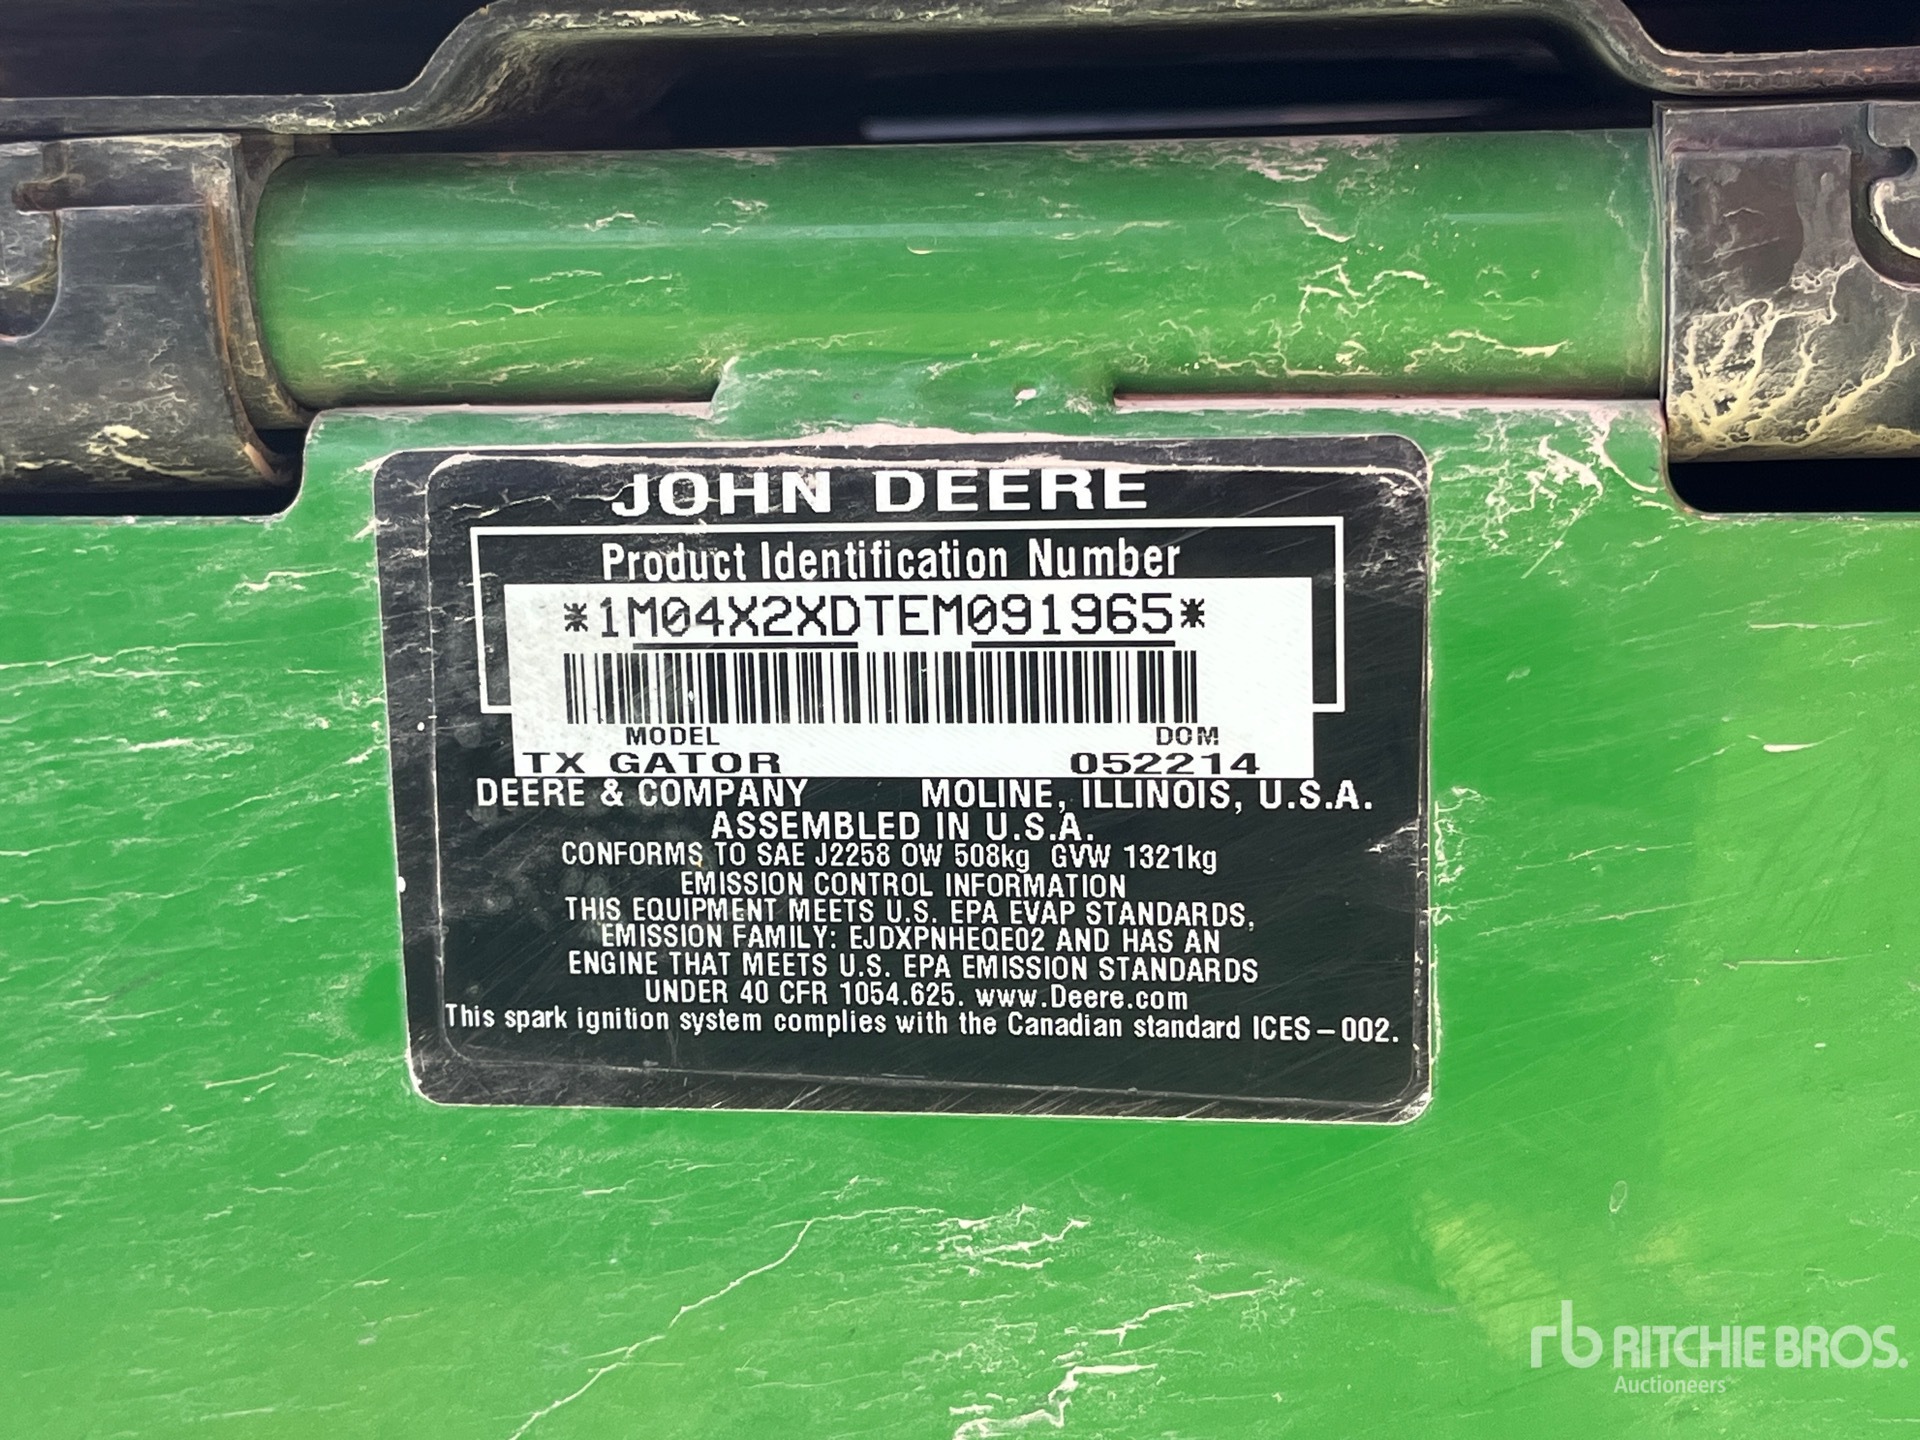 JOHN DEERE
Product Identification Number
*1M04X2XDTEM091965*
MODEL DOM
TX GATOR 052214
DEERE & COMPANY MOLINE, ILLINOIS, U.S.A.
ASSEMBLED IN U.S.A.
CONFORMS TO SAE J2258 OW 508kg GVW 1321kg
EMISSION CONTROL INFORMATION
THIS EQUIPMENT MEETS U.S. EPA EVAP STANDARDS,
EMISSION FAMILY: EJDXPNHEQE02 AND HAS AN
ENGINE THAT MEETS U.S. EPA EMISSION STANDARDS
UNDER 40 CFR 1054.625. www.Deere.com
This spark ignition system complies with the Canadian standard ICES-002.
rb RITCHIE BROS.
Auctioneers